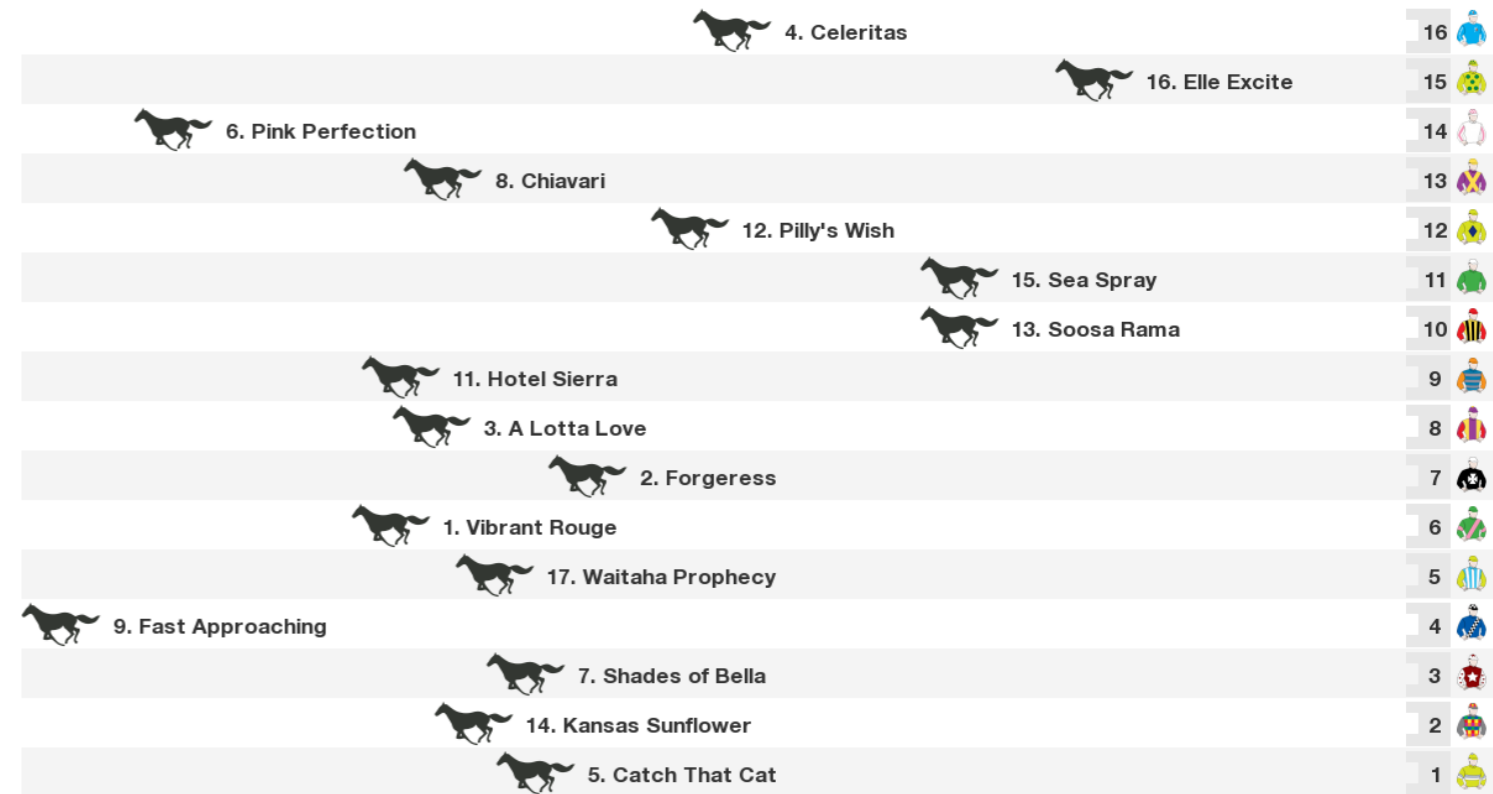 4. Celeritas 16
16. Elle Excite 15
6. Pink Perfection 14
8. Chiavari 13
12. Pilly's Wish 12
15. Sea Spray 11
13. Soosa Rama 10
11. Hotel Sierra 9
3. A Lotta Love 8
2. Forgeress 7
1. Vibrant Rouge 6
17. Waitaha Prophecy 5
9. Fast Approaching 4
7. Shades of Bella 3
14. Kansas Sunflower 2
5. Catch That Cat 1